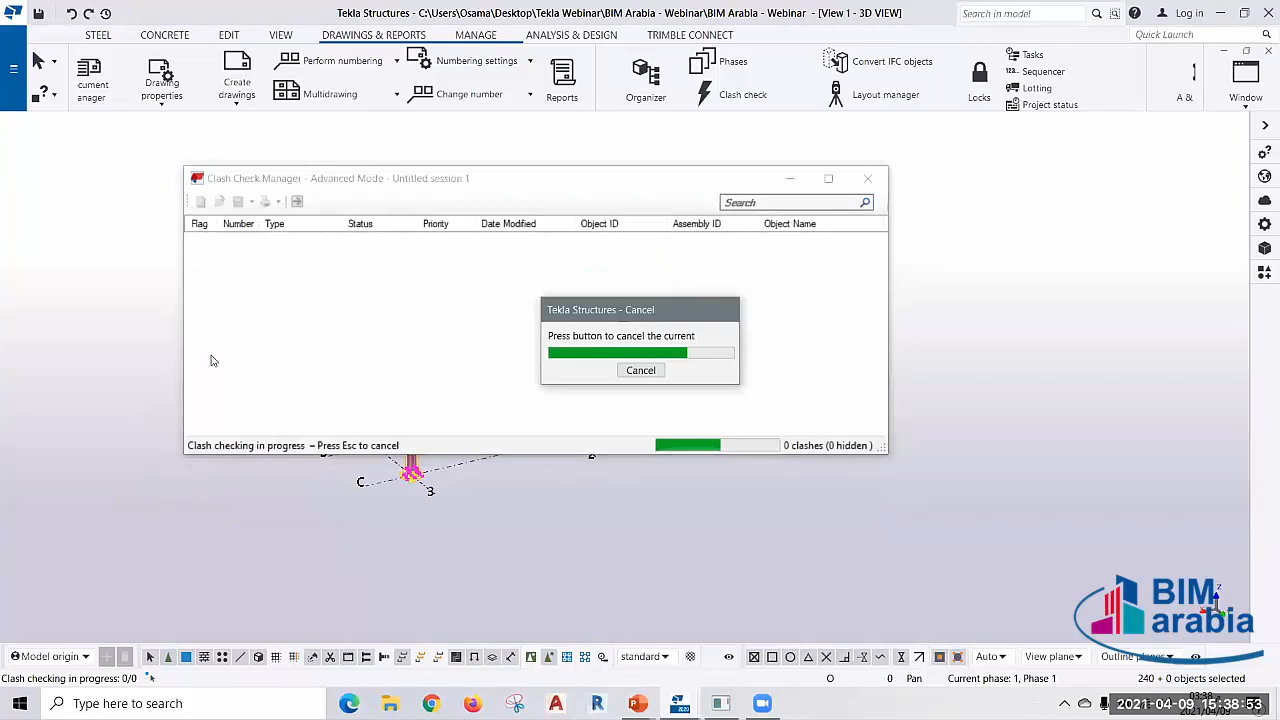 Tekla Structures - C:\U Osama\Desktop\Tekla Webinar\BIM Arabia - Webinar - [View 1 - 3D
Search in model
Log in
STEEL CONCRETE EDIT VIEW DRAWINGS & REPORTS MANAGE ANALYSIS & DESIGN TRIMBLE CONNECT
Quick Launch
cument
anager
Drawing
properties
Create
drawings
Perform numbering
Multidrawing
Numbering settings
Change number
Reports
Organizer
Phases
Clash check
Convert IFC objects
Layout manager
Locks
Tasks
Sequencer
Lotting
Project status
A &
Window
Clash Check Manager - Advanced Mode - Untitled session 1
Search
Flag Number Type Status Priority Date Modified Object ID Assembly ID Object Name
Tekla Structures - Cancel
Press button to cancel the current
Cancel
Clash checking in progress – Press Esc to cancel
0 clashes (0 hidden )
C
3
Z
BIM
arabia
Model origin
standard
Auto
View plane
Outline planes
Clash checking in progress: 0/0
O
0
Pan
Current phase: 1, Phase 1
240 + 0 objects selected
Type here to search
2020
03:38
2021-04-09 15:38:53